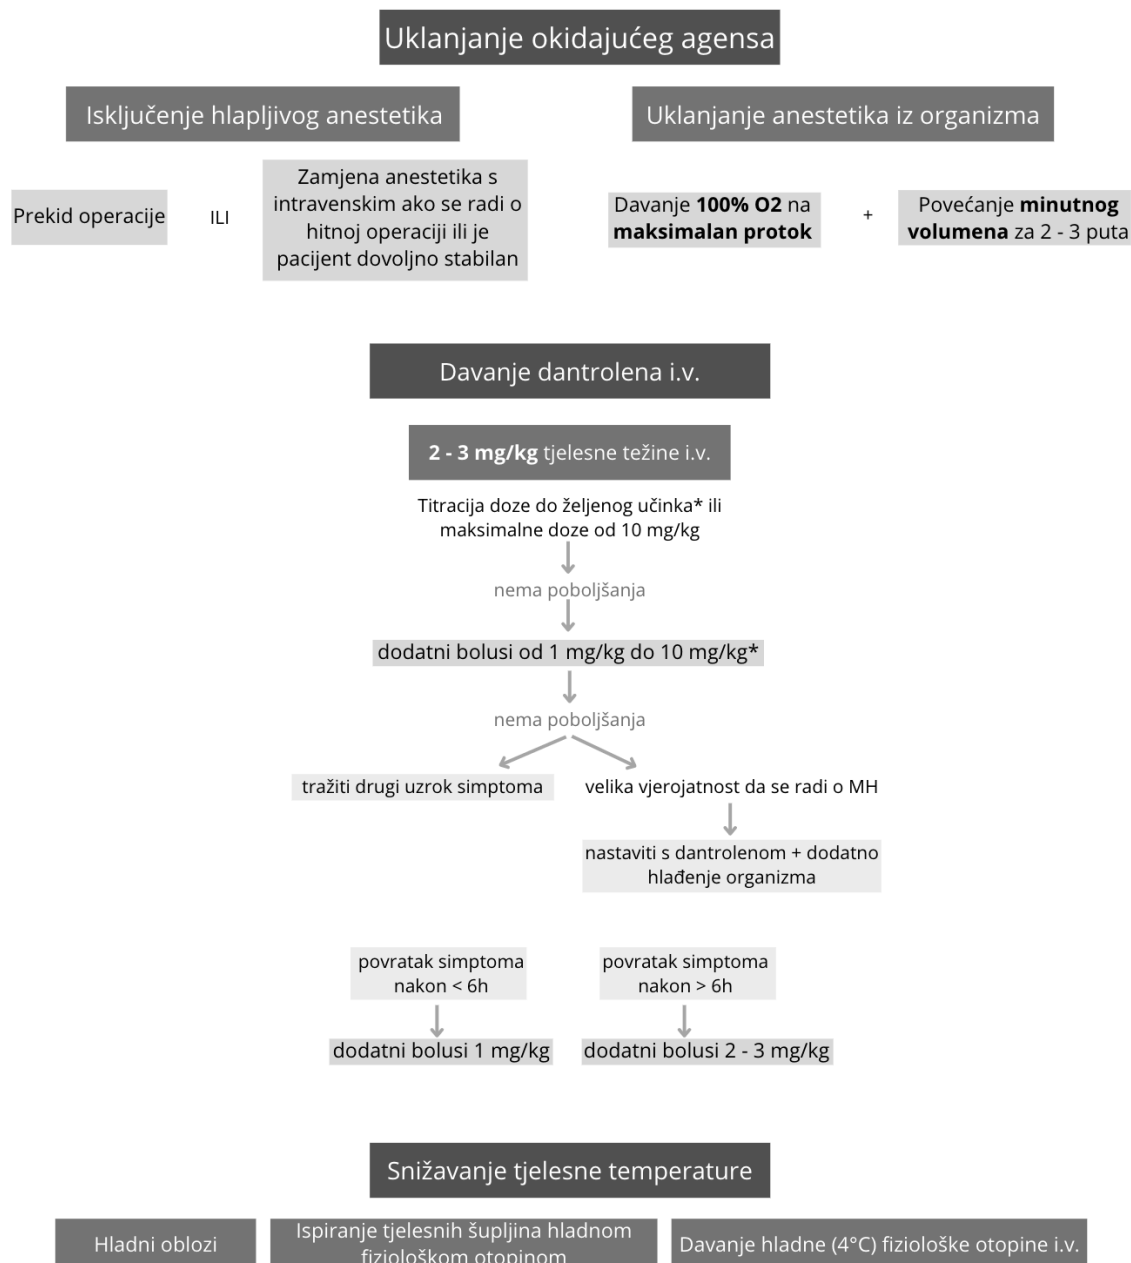 Uklanjanje okidajućeg agensa
Isključenje hlapljivog anestetika
Uklanjanje anestetika iz organizma
Prekid operacije
ILI
Zamjena anestetika s
intravenskim ako se radi o
hitnoj operaciji ili je
pacijent dovoljno stabilan
Davanje 100% O2 na
maksimalan protok
+
Povećanje minutnog
volumena za 2 - 3 puta
Davanje dantrolena i.v.
2 - 3 mg/kg tjelesne težine i.v.
Titracija doze do željenog učinka* ili
maksimalne doze od 10 mg/kg
nema poboljšanja
dodatni bolusi od 1 mg/kg do 10 mg/kg*
nema poboljšanja
tražiti drugi uzrok simptoma
velika vjerojatnost da se radi o MH
nastaviti s dantrolenom + dodatno
hlađenje organizma
povratak simptoma
nakon < 6h
povratak simptoma
nakon > 6h
dodatni bolusi 1 mg/kg
dodatni bolusi 2 - 3 mg/kg
Snižavanje tjelesne temperature
Hladni oblozi
Ispiranje tjelesnih šupljina hladnom
fiziološkom otopinom
Davanje hladne (4°C) fiziološke otopine i.v.